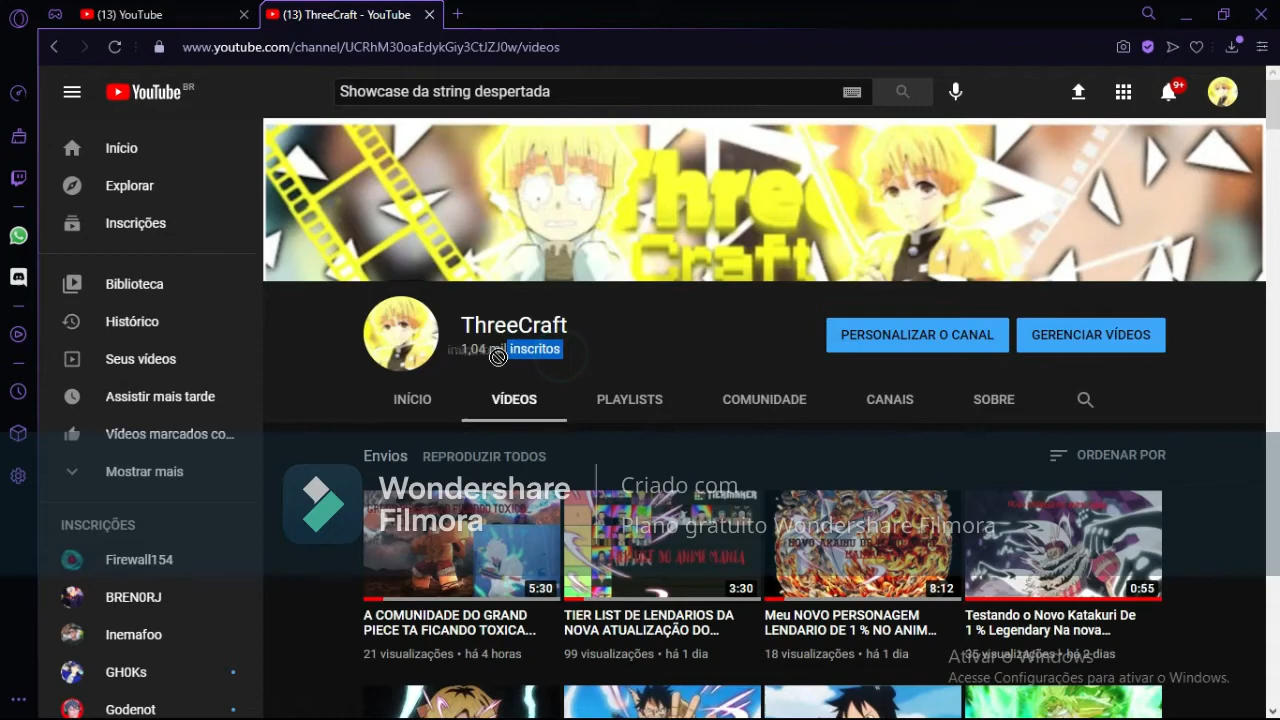 (13) YouTube
(13) ThreeCraft - YouTube
www.youtube.com/channel/UCRhM30oaEdykGiy3CtJZJ0w/videos
YouTube BR
Showcase da string despertada
9+
Início
Explorar
Inscrições
Biblioteca
Histórico
Seus vídeos
Assistir mais tarde
Vídeos marcados co...
Mostrar mais
INSCRIÇÕES
Firewall154
BREN0RJ
Inemafoo
GH0Ks
Godenot
Three
Craft
ThreeCraft
1,04 mil inscritos
PERSONALIZAR O CANAL
GERENCIAR VÍDEOS
INÍCIO
VÍDEOS
PLAYLISTS
COMUNIDADE
CANAIS
SOBRE
Envios
REPRODUZIR TODOS
ORDENAR POR
Wondershare
Filmora
Criado com
Plano gratuito Wondershare Filmora
5:30
3:30
8:12
0:55
A COMUNIDADE DO GRAND
PIECE TA FICANDO TOXICA...
21 visualizações • há 4 horas
TIER LIST DE LENDARIOS DA
NOVA ATUALIZAÇÃO DO...
99 visualizações • há 1 dia
Meu NOVO PERSONAGEM
LENDARIO DE 1 % NO ANIM...
18 visualizações • há 1 dia
Testando o Novo Katakuri De
1 % Legendary Na nova...
35 visualizações • há 2 dias
Ativar o Windows
Acesse Configurações para ativar o Windows.